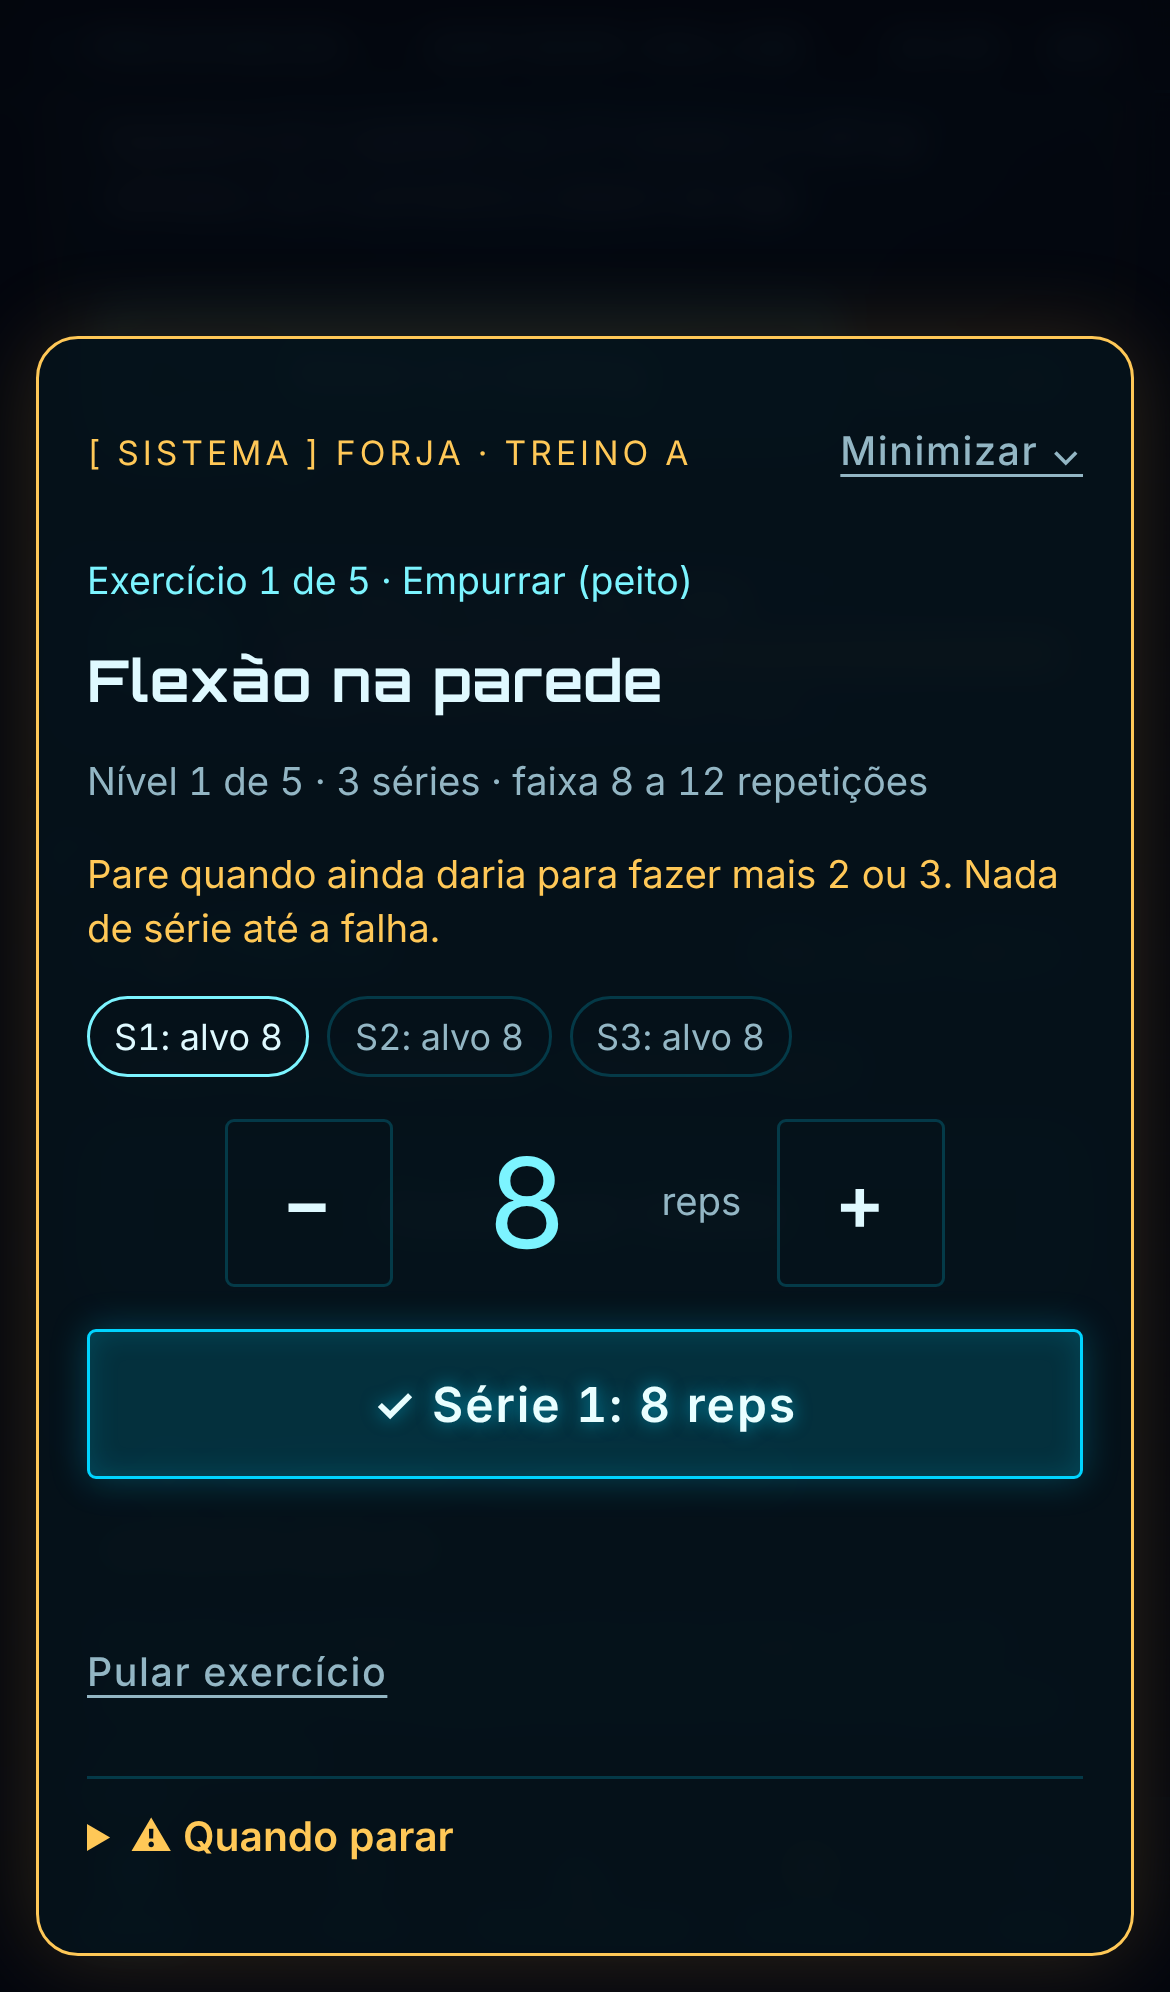 [ SISTEMA ] FORJA · TREINO A
Minimizar
Exercício 1 de 5 · Empurrar (peito)
Flexão na parede
Nível 1 de 5 · 3 séries · faixa 8 a 12 repetições
Pare quando ainda daria para fazer mais 2 ou 3. Nada
de série até a falha.
S1: alvo 8
S2: alvo 8
S3: alvo 8
− 8 reps +
✓ Série 1: 8 reps
Pular exercício
▶ ⚠ Quando parar